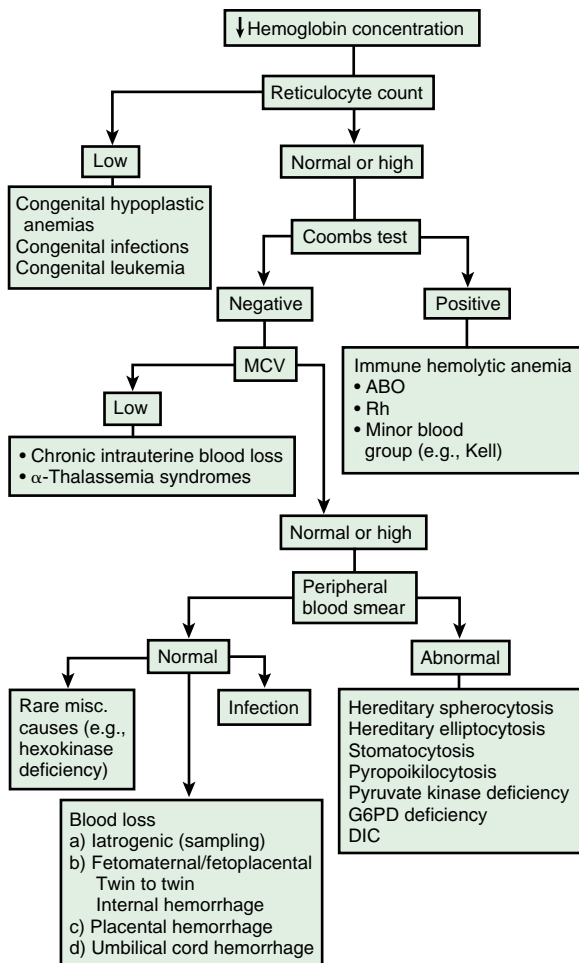 ↓Hemoglobin concentration
Reticulocyte count
Low
Normal or high
Congenital hypoplastic
anemias
Congenital infections
Congenital leukemia
Coombs test
Negative
Positive
MCV
Immune hemolytic anemia
• ABO
• Rh
• Minor blood
group (e.g., Kell)
Low
• Chronic intrauterine blood loss
• α-Thalassemia syndromes
Normal or high
Peripheral
blood smear
Normal
Abnormal
Rare misc.
causes (e.g.,
hexokinase
deficiency)
Infection
Hereditary spherocytosis
Hereditary elliptocytosis
Stomatocytosis
Pyropoikilocytosis
Pyruvate kinase deficiency
G6PD deficiency
DIC
Blood loss
a) Iatrogenic (sampling)
b) Fetomaternal/fetoplacental
Twin to twin
Internal hemorrhage
c) Placental hemorrhage
d) Umbilical cord hemorrhage